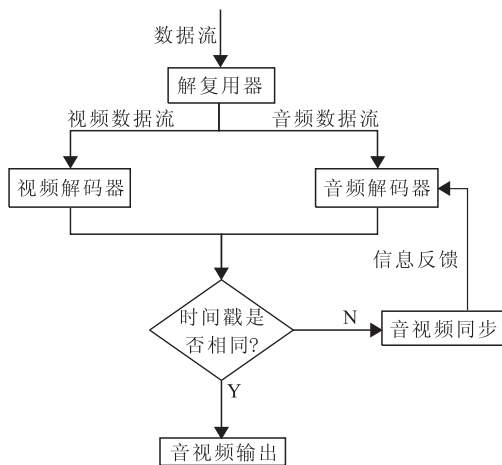 数据流
解复用器
视频数据流
音频数据流
视频解码器
音频解码器
信息反馈
时间戳是
否相同?
N
音视频同步
Y
音视频输出